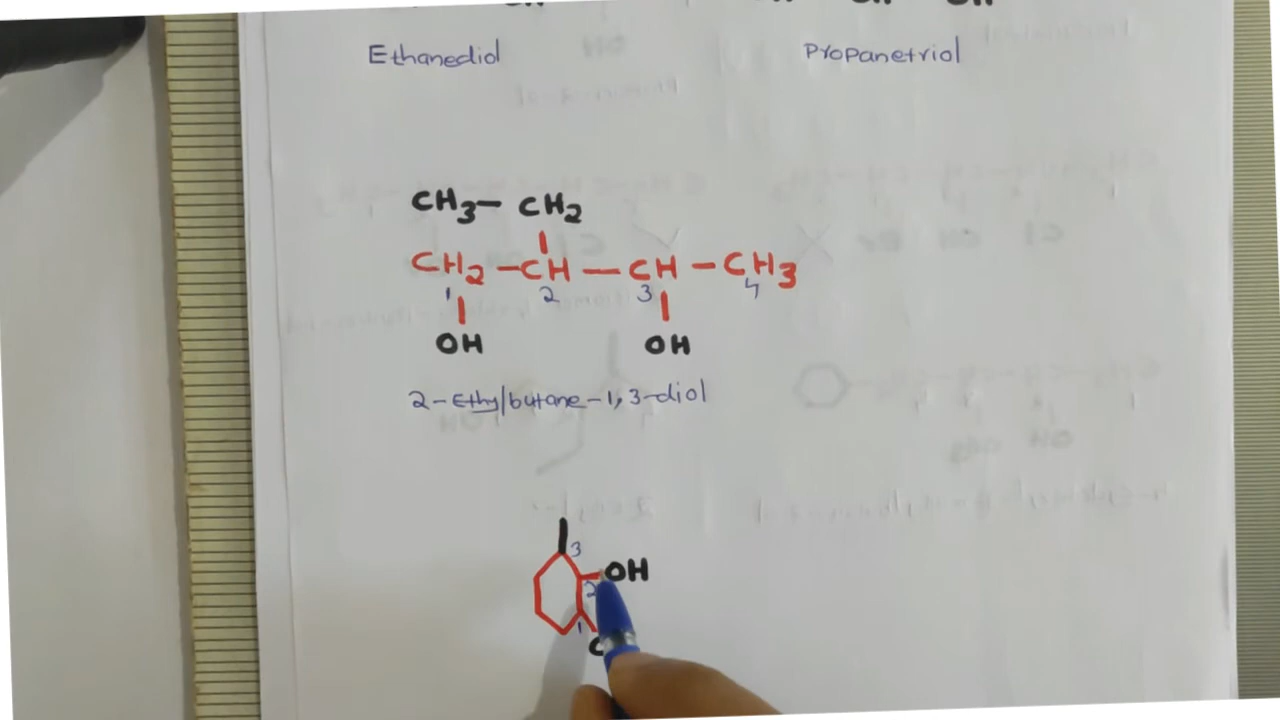 Ethanediol Propanetriol
CH3- CH2
CH2 - CH - CH - CH3
1 2 3 4
OH OH
2-Ethylbutane-1,3-diol
3
OH
2
1